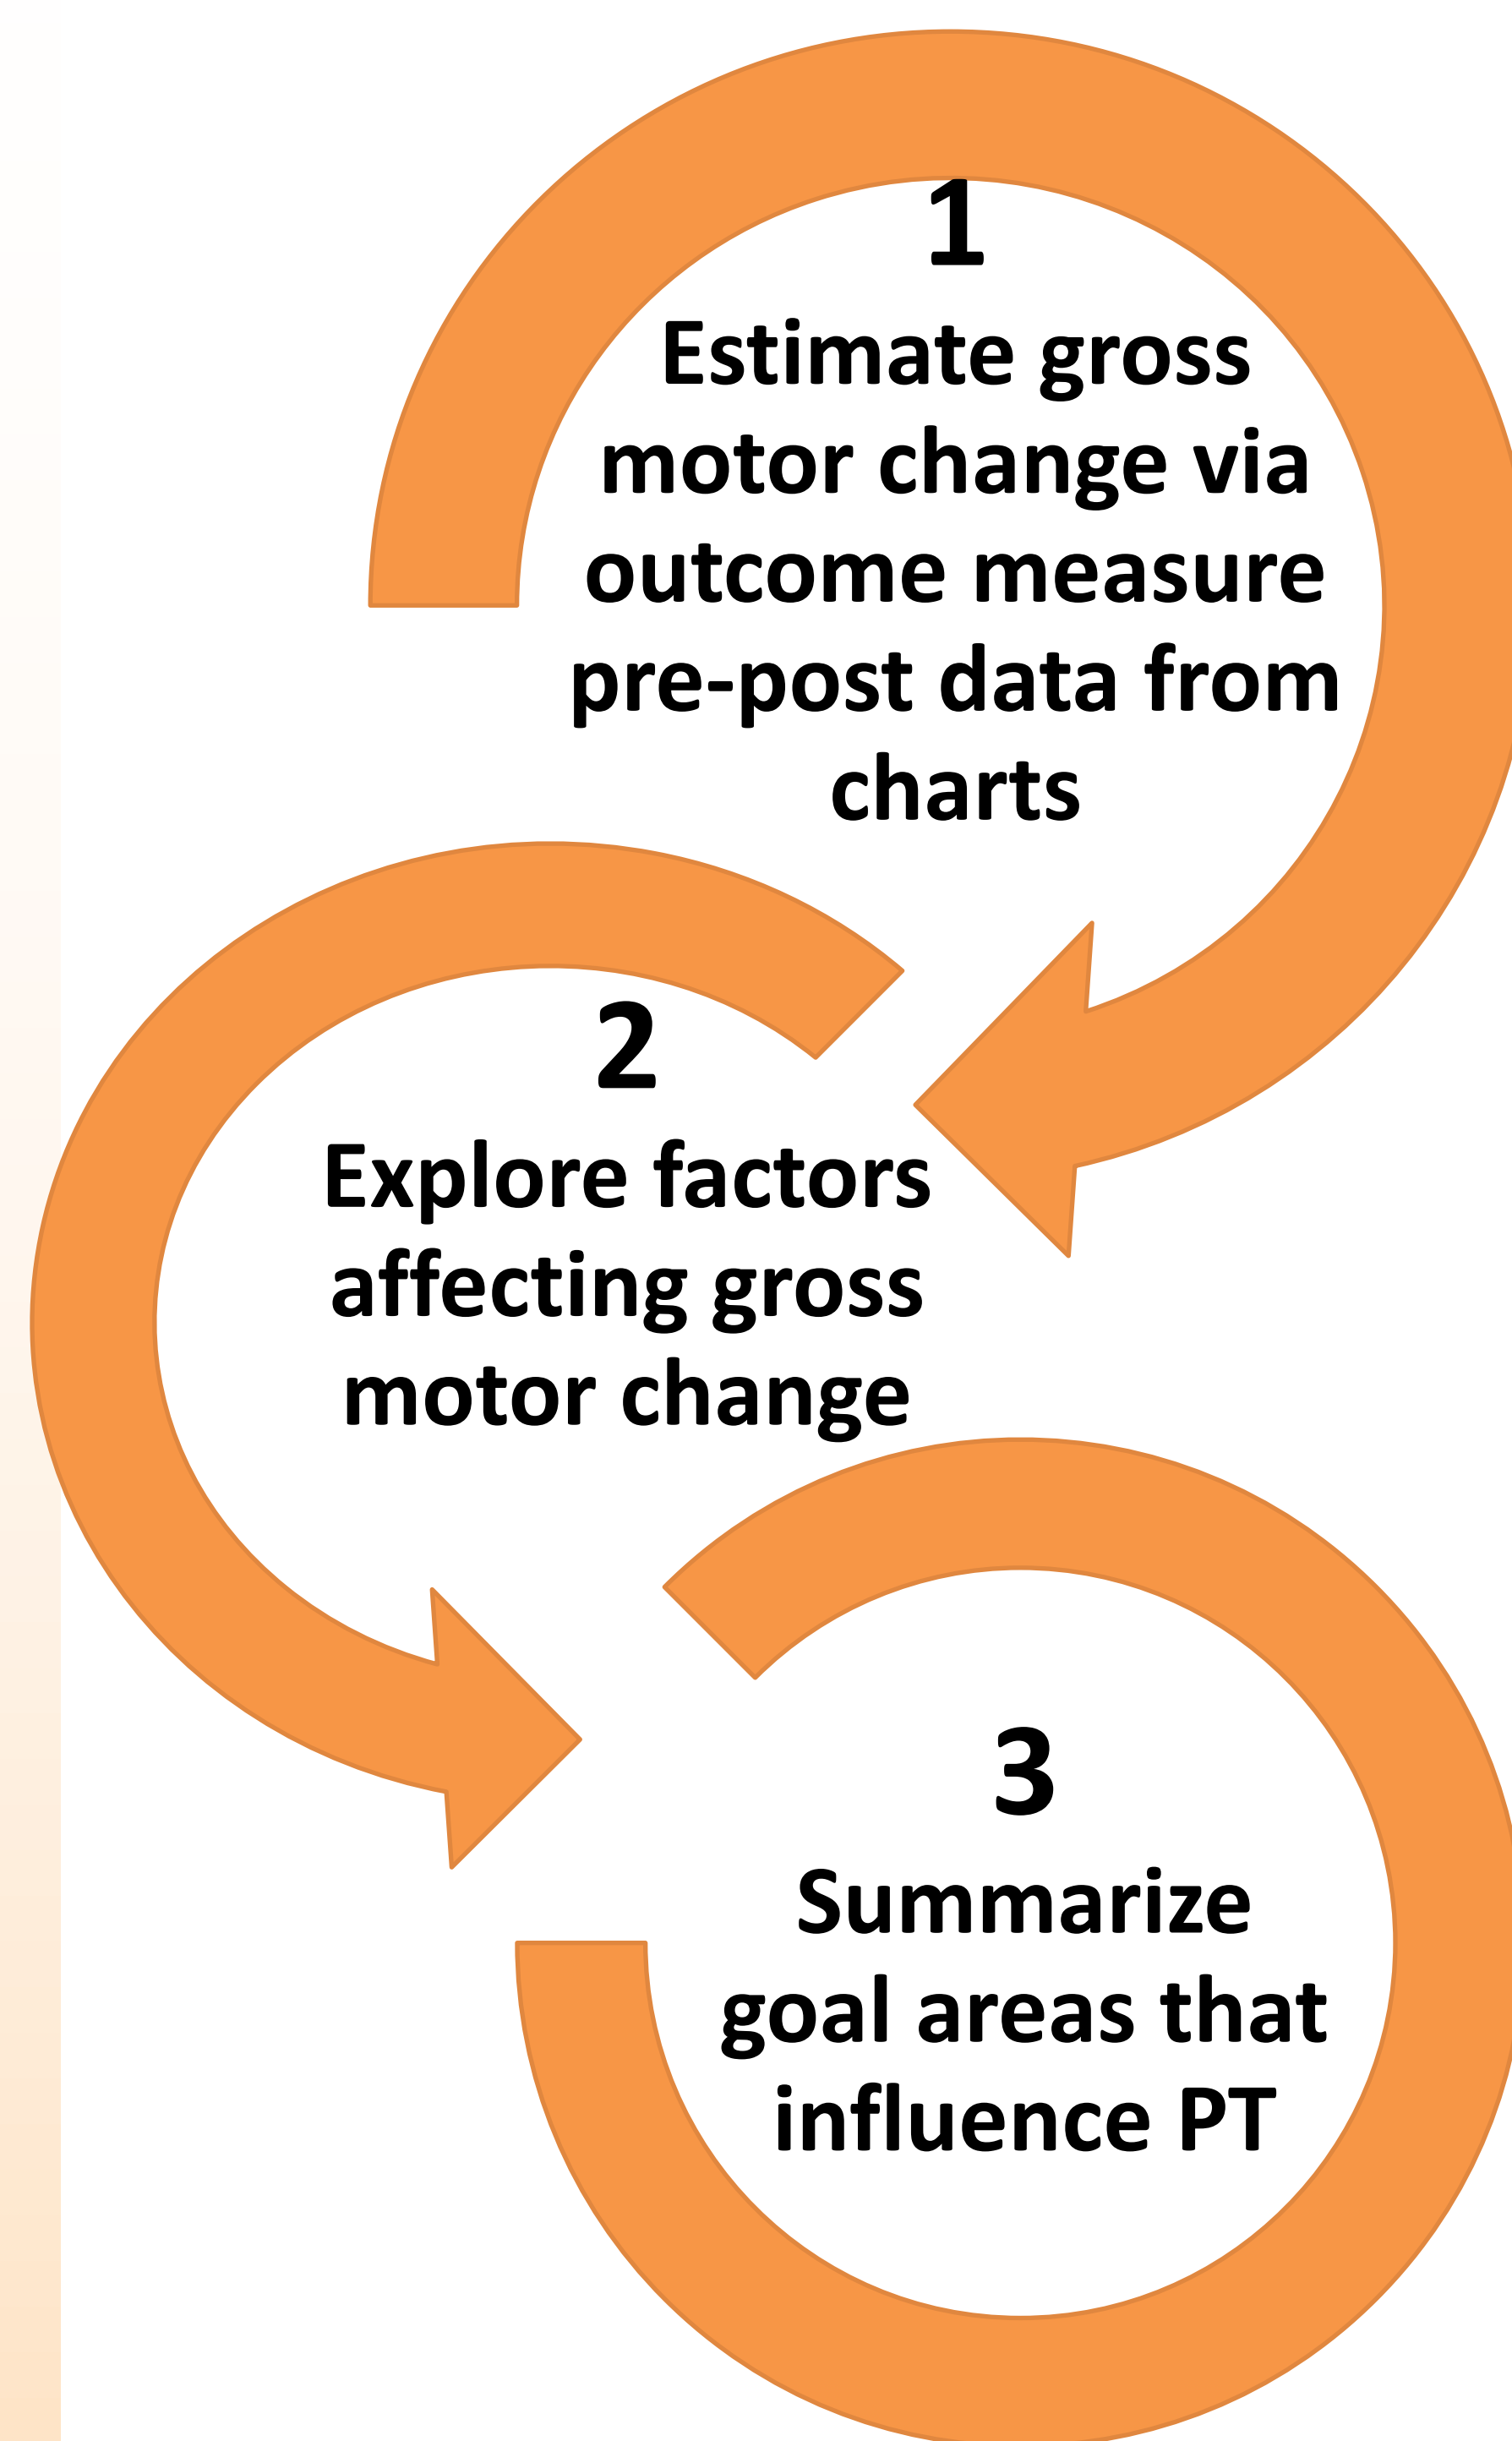 1
Estimate gross
motor change via
outcome measure
pre-post data from
charts
2
Explore factors
affecting gross
motor change
3
Summarize
goal areas that
influence PT